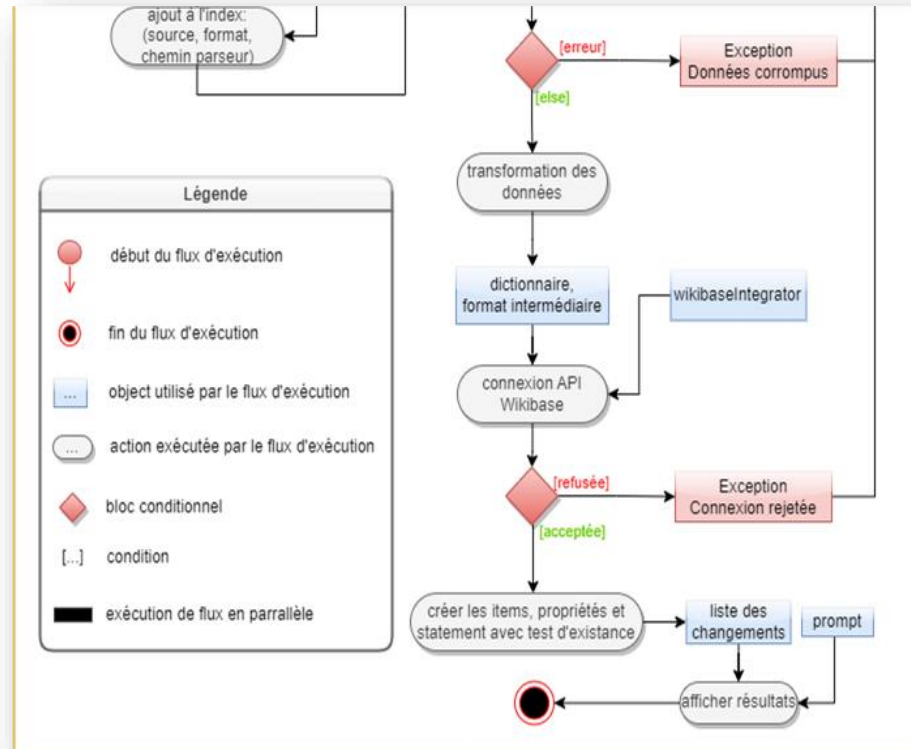 ajout à l'index:
(source, format,
chemin parseur)
[erreur]
Exception
Données corrompus
[else]
transformation des
données
Légende
début du flux d'exécution
fin du flux d'exécution
...
object utilisé par le flux d'exécution
...
action exécutée par le flux d'exécution
bloc conditionnel
[...]
condition
exécution de flux en parrallèle
dictionnaire,
format intermédiaire
wikibaseIntegrator
connexion API
Wikibase
[refusée]
Exception
Connexion rejetée
[acceptée]
créer les items, propriétés et
statement avec test d'existance
liste des
changements
prompt
afficher résultats